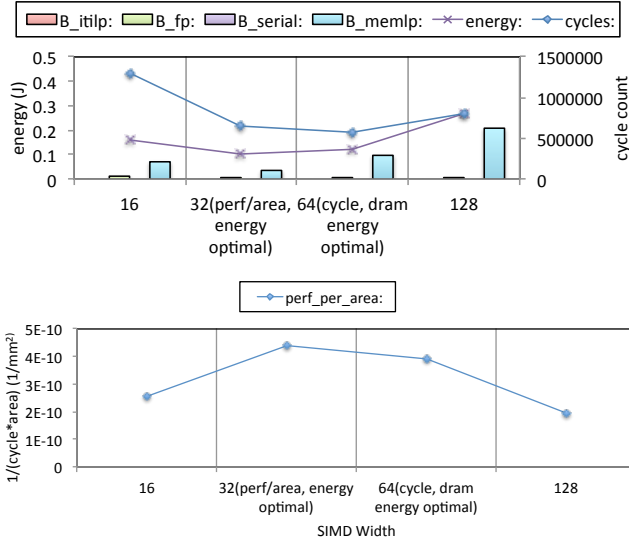 B_itilp: B_fp: B_serial: B_memlp: energy: cycles:
0.5 1500000
0.4
0.3 1000000
0.2 500000
0.1
0 0
energy (J)
cycle count
16 32(perf/area, 64(cycle, dram 128
energy energy
optimal) optimal)
perf_per_area:
5E-10
4E-10
3E-10
2E-10
1E-10
0
1/(cycle*area) (1/mm²)
16 32(perf/area, energy 64(cycle, dram 128
optimal) energy optimal)
SIMD Width